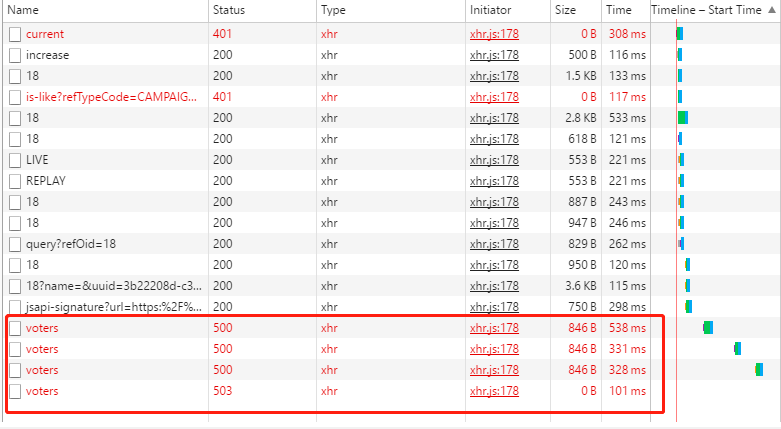 Name Status Type Initiator Size Time Timeline – Start Time ▲
current 401 xhr xhr.js:178 0 B 308 ms
increase 200 xhr xhr.js:178 500 B 116 ms
18 200 xhr xhr.js:178 1.5 KB 133 ms
is-like?refTypeCode=CAMPAIG... 401 xhr xhr.js:178 0 B 117 ms
18 200 xhr xhr.js:178 2.8 KB 533 ms
18 200 xhr xhr.js:178 618 B 121 ms
LIVE 200 xhr xhr.js:178 553 B 221 ms
REPLAY 200 xhr xhr.js:178 553 B 221 ms
18 200 xhr xhr.js:178 887 B 243 ms
18 200 xhr xhr.js:178 947 B 246 ms
query?refOid=18 200 xhr xhr.js:178 829 B 262 ms
18 200 xhr xhr.js:178 950 B 120 ms
18?name=&uuid=3b22208d-c3... 200 xhr xhr.js:178 3.6 KB 115 ms
jsapi-signature?url=https:%2F%... 200 xhr xhr.js:178 750 B 298 ms
voters 500 xhr xhr.js:178 846 B 538 ms
voters 500 xhr xhr.js:178 846 B 331 ms
voters 500 xhr xhr.js:178 846 B 328 ms
voters 503 xhr xhr.js:178 0 B 101 ms